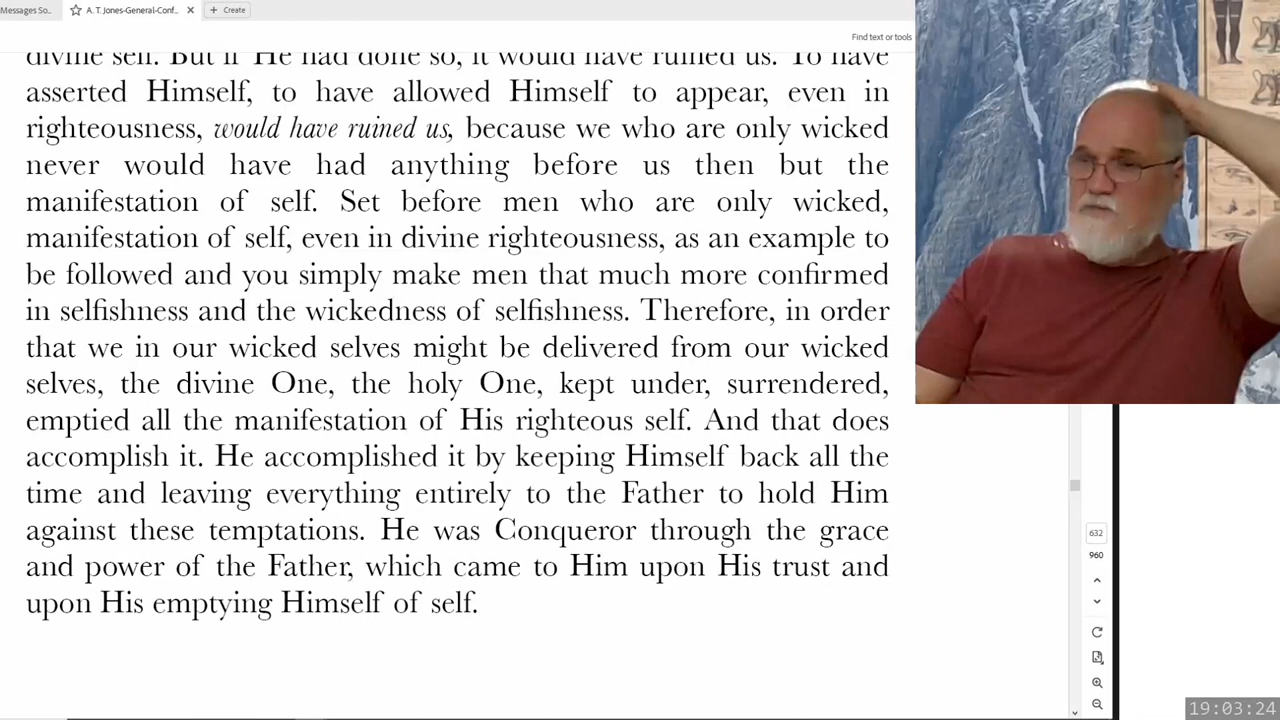 Messages So..
A. T. Jones-General-Conf..
Create
Find text or tools
divine self. But if He had done so, it would have ruined us. To have
asserted Himself, to have allowed Himself to appear, even in
righteousness, would have ruined us, because we who are only wicked
never would have had anything before us then but the
manifestation of self. Set before men who are only wicked,
manifestation of self, even in divine righteousness, as an example to
be followed and you simply make men that much more confirmed
in selfishness and the wickedness of selfishness. Therefore, in order
that we in our wicked selves might be delivered from our wicked
selves, the divine One, the holy One, kept under, surrendered,
emptied all the manifestation of His righteous self. And that does
accomplish it. He accomplished it by keeping Himself back all the
time and leaving everything entirely to the Father to hold Him
against these temptations. He was Conqueror through the grace
and power of the Father, which came to Him upon His trust and
upon His emptying Himself of self.
632
960
19:03:24